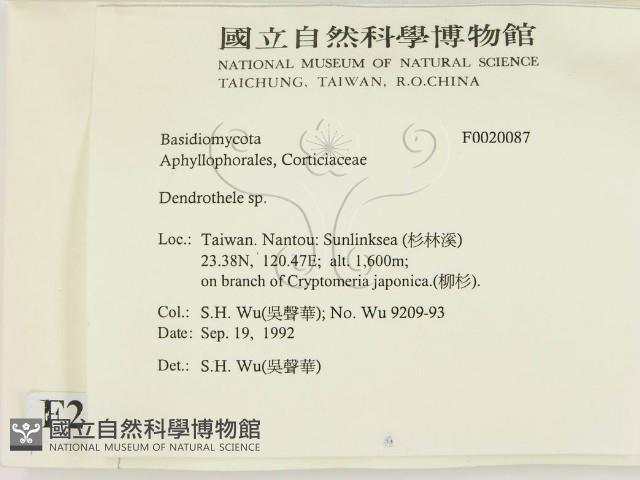 國立自然科學博物館
NATIONAL MUSEUM OF NATURAL SCIENCE
TAICHUNG, TAIWAN, R.O.CHINA
Basidiomycota F0020087
Aphyllophorales, Corticiaceae
Dendrothele sp.
Loc.: Taiwan. Nantou: Sunlinksea (杉林溪)
23.38N, 120.47E; alt. 1,600m;
on branch of Cryptomeria japonica.(柳杉).
Col.: S.H. Wu(吳聲華); No. Wu 9209-93
Date: Sep. 19, 1992
Det.: S.H. Wu(吳聲華)
F2
國立自然科學博物館
NATIONAL MUSEUM OF NATURAL SCIENCE